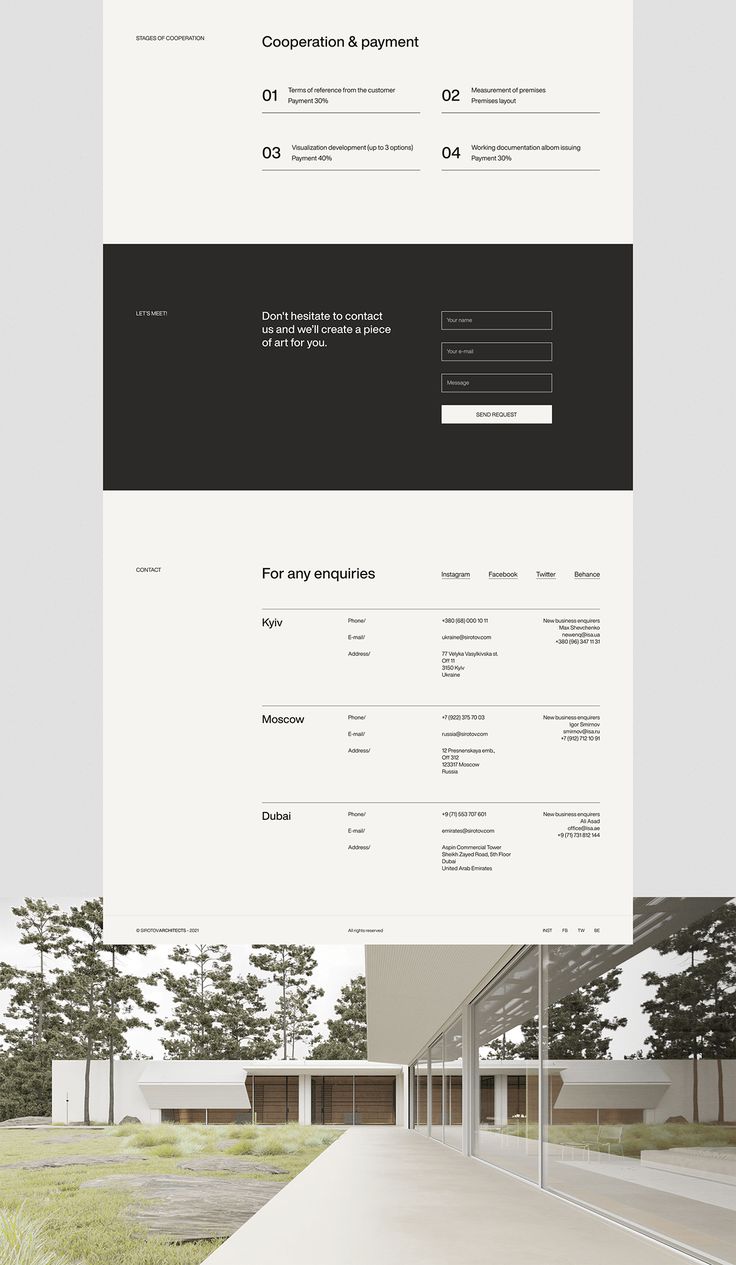 STAGES OF COOPERATION
Cooperation & payment
01
Terms of reference from the customer
Payment 30%
02
Measurement of premises
Premises layout
03
Visualization development (up to 3 options)
Payment 40%
04
Working documentation albom issuing
Payment 30%
LET'S MEET!
Don't hesitate to contact
us and we'll create a piece
of art for you.
Your name
Your e-mail
Message
SEND REQUEST
CONTACT
For any enquiries
Instagram
Facebook
Twitter
Behance
Kyiv
Phone/
+380 (68) 000 10 11
E-mail/
ukraine@sirotov.com
Address/
77 Velyka Vasylkivska st.
Off 11
3150 Kyiv
Ukraine
New business enquirers
Max Shevchenko
newenq@isa.ua
+380 (96) 347 11 31
Moscow
Phone/
+7 (922) 375 70 03
E-mail/
russia@sirotov.com
Address/
12 Presnenskaya emb.,
Off 312
123317 Moscow
Russia
New business enquirers
Igor Smirnov
smirnov@isa.ru
+7 (912) 712 10 91
Dubai
Phone/
+9 (71) 553 707 601
E-mail/
emirates@sirotov.com
Address/
Aspin Commercial Tower
Sheikh Zayed Road, 5th Floor
Dubai
United Arab Emirates
New business enquirers
Ali Asad
office@isa.ae
+9 (71) 731 812 144
© SIROTOVARCHITECTS - 2021
All rights reserved
INST
FB
TW
BE